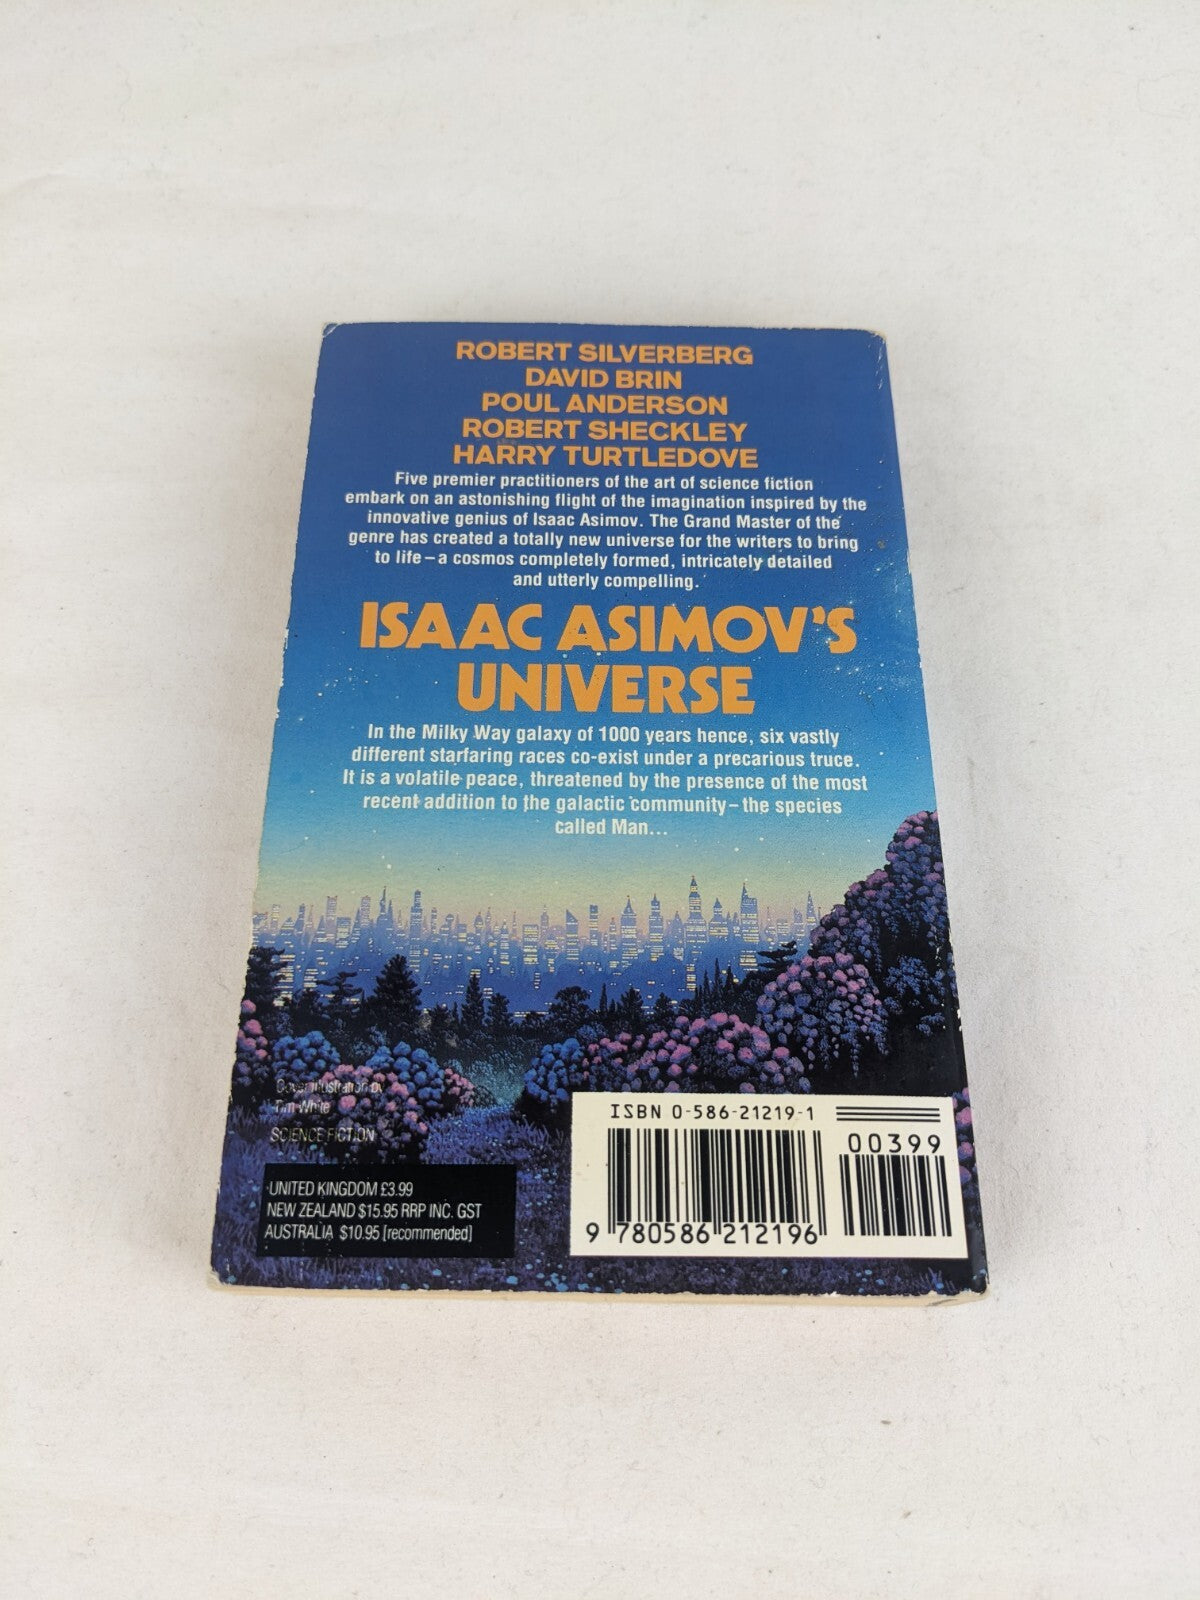 ROBERT SILVERBERG
DAVID BRIN
POUL ANDERSON
ROBERT SHECKLEY
HARRY TURTLEDOVE
Five premier practitioners of the art of science fiction
embark on an astonishing flight of the imagination inspired by the
innovative genius of Isaac Asimov. The Grand Master of the
genre has created a totally new universe for the writers to bring
to life – a cosmos completely formed, intricately detailed
and utterly compelling.
ISAAC ASIMOV'S
UNIVERSE
In the Milky Way galaxy of 1000 years hence, six vastly
different starfaring races co-exist under a precarious truce.
It is a volatile peace, threatened by the presence of the most
recent addition to the galactic community – the species
called Man...
Cover illustration by
Tim White
SCIENCE FICTION
UNITED KINGDOM £3.99
NEW ZEALAND $15.95 RRP INC. GST
AUSTRALIA $10.95 [recommended]
ISBN 0-586-21219-1
00399
9 780586 212196